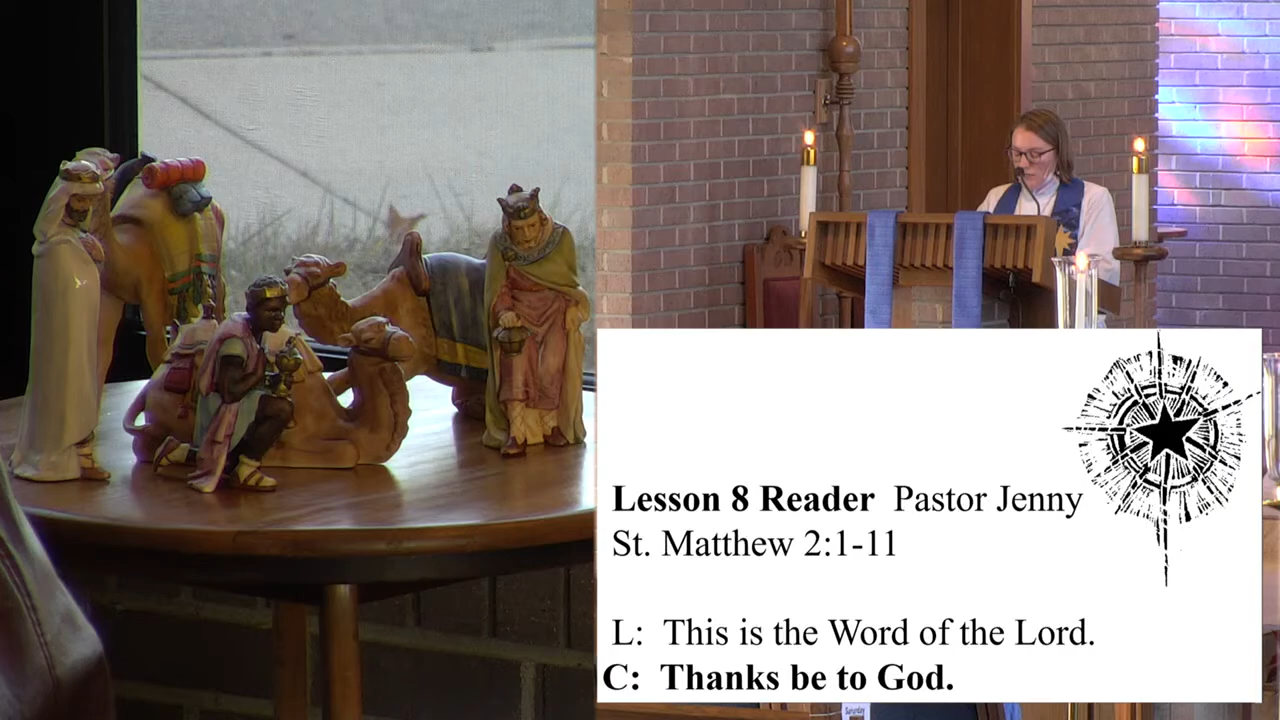 Lesson 8 Reader Pastor Jenny
St. Matthew 2:1-11
L: This is the Word of the Lord.
C: Thanks be to God.
Saturday